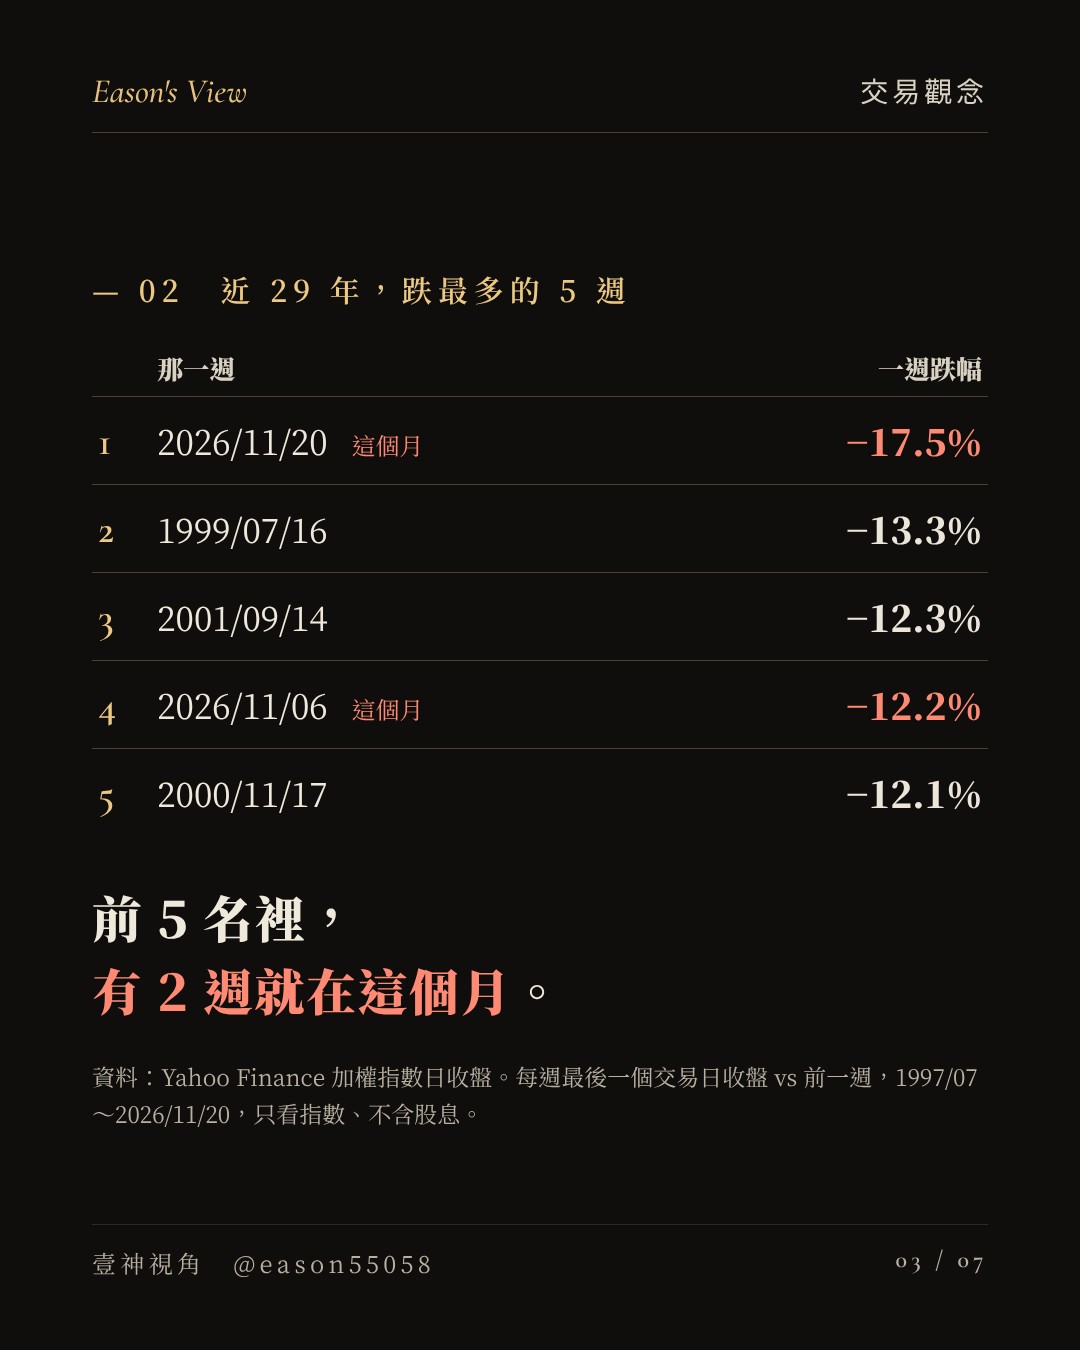 Eason's View
交易觀念
— 02 近 29 年，跌最多的 5 週
那一週 一週跌幅
1 2026/11/20 這個月 −17.5%
2 1999/07/16 −13.3%
3 2001/09/14 −12.3%
4 2026/11/06 這個月 −12.2%
5 2000/11/17 −12.1%
前 5 名裡，
有 2 週就在這個月。
資料：Yahoo Finance 加權指數日收盤。每週最後一個交易日收盤 vs 前一週，1997/07
～2026/11/20，只看指數、不含股息。
壹神視角 @eason55058
03 / 07